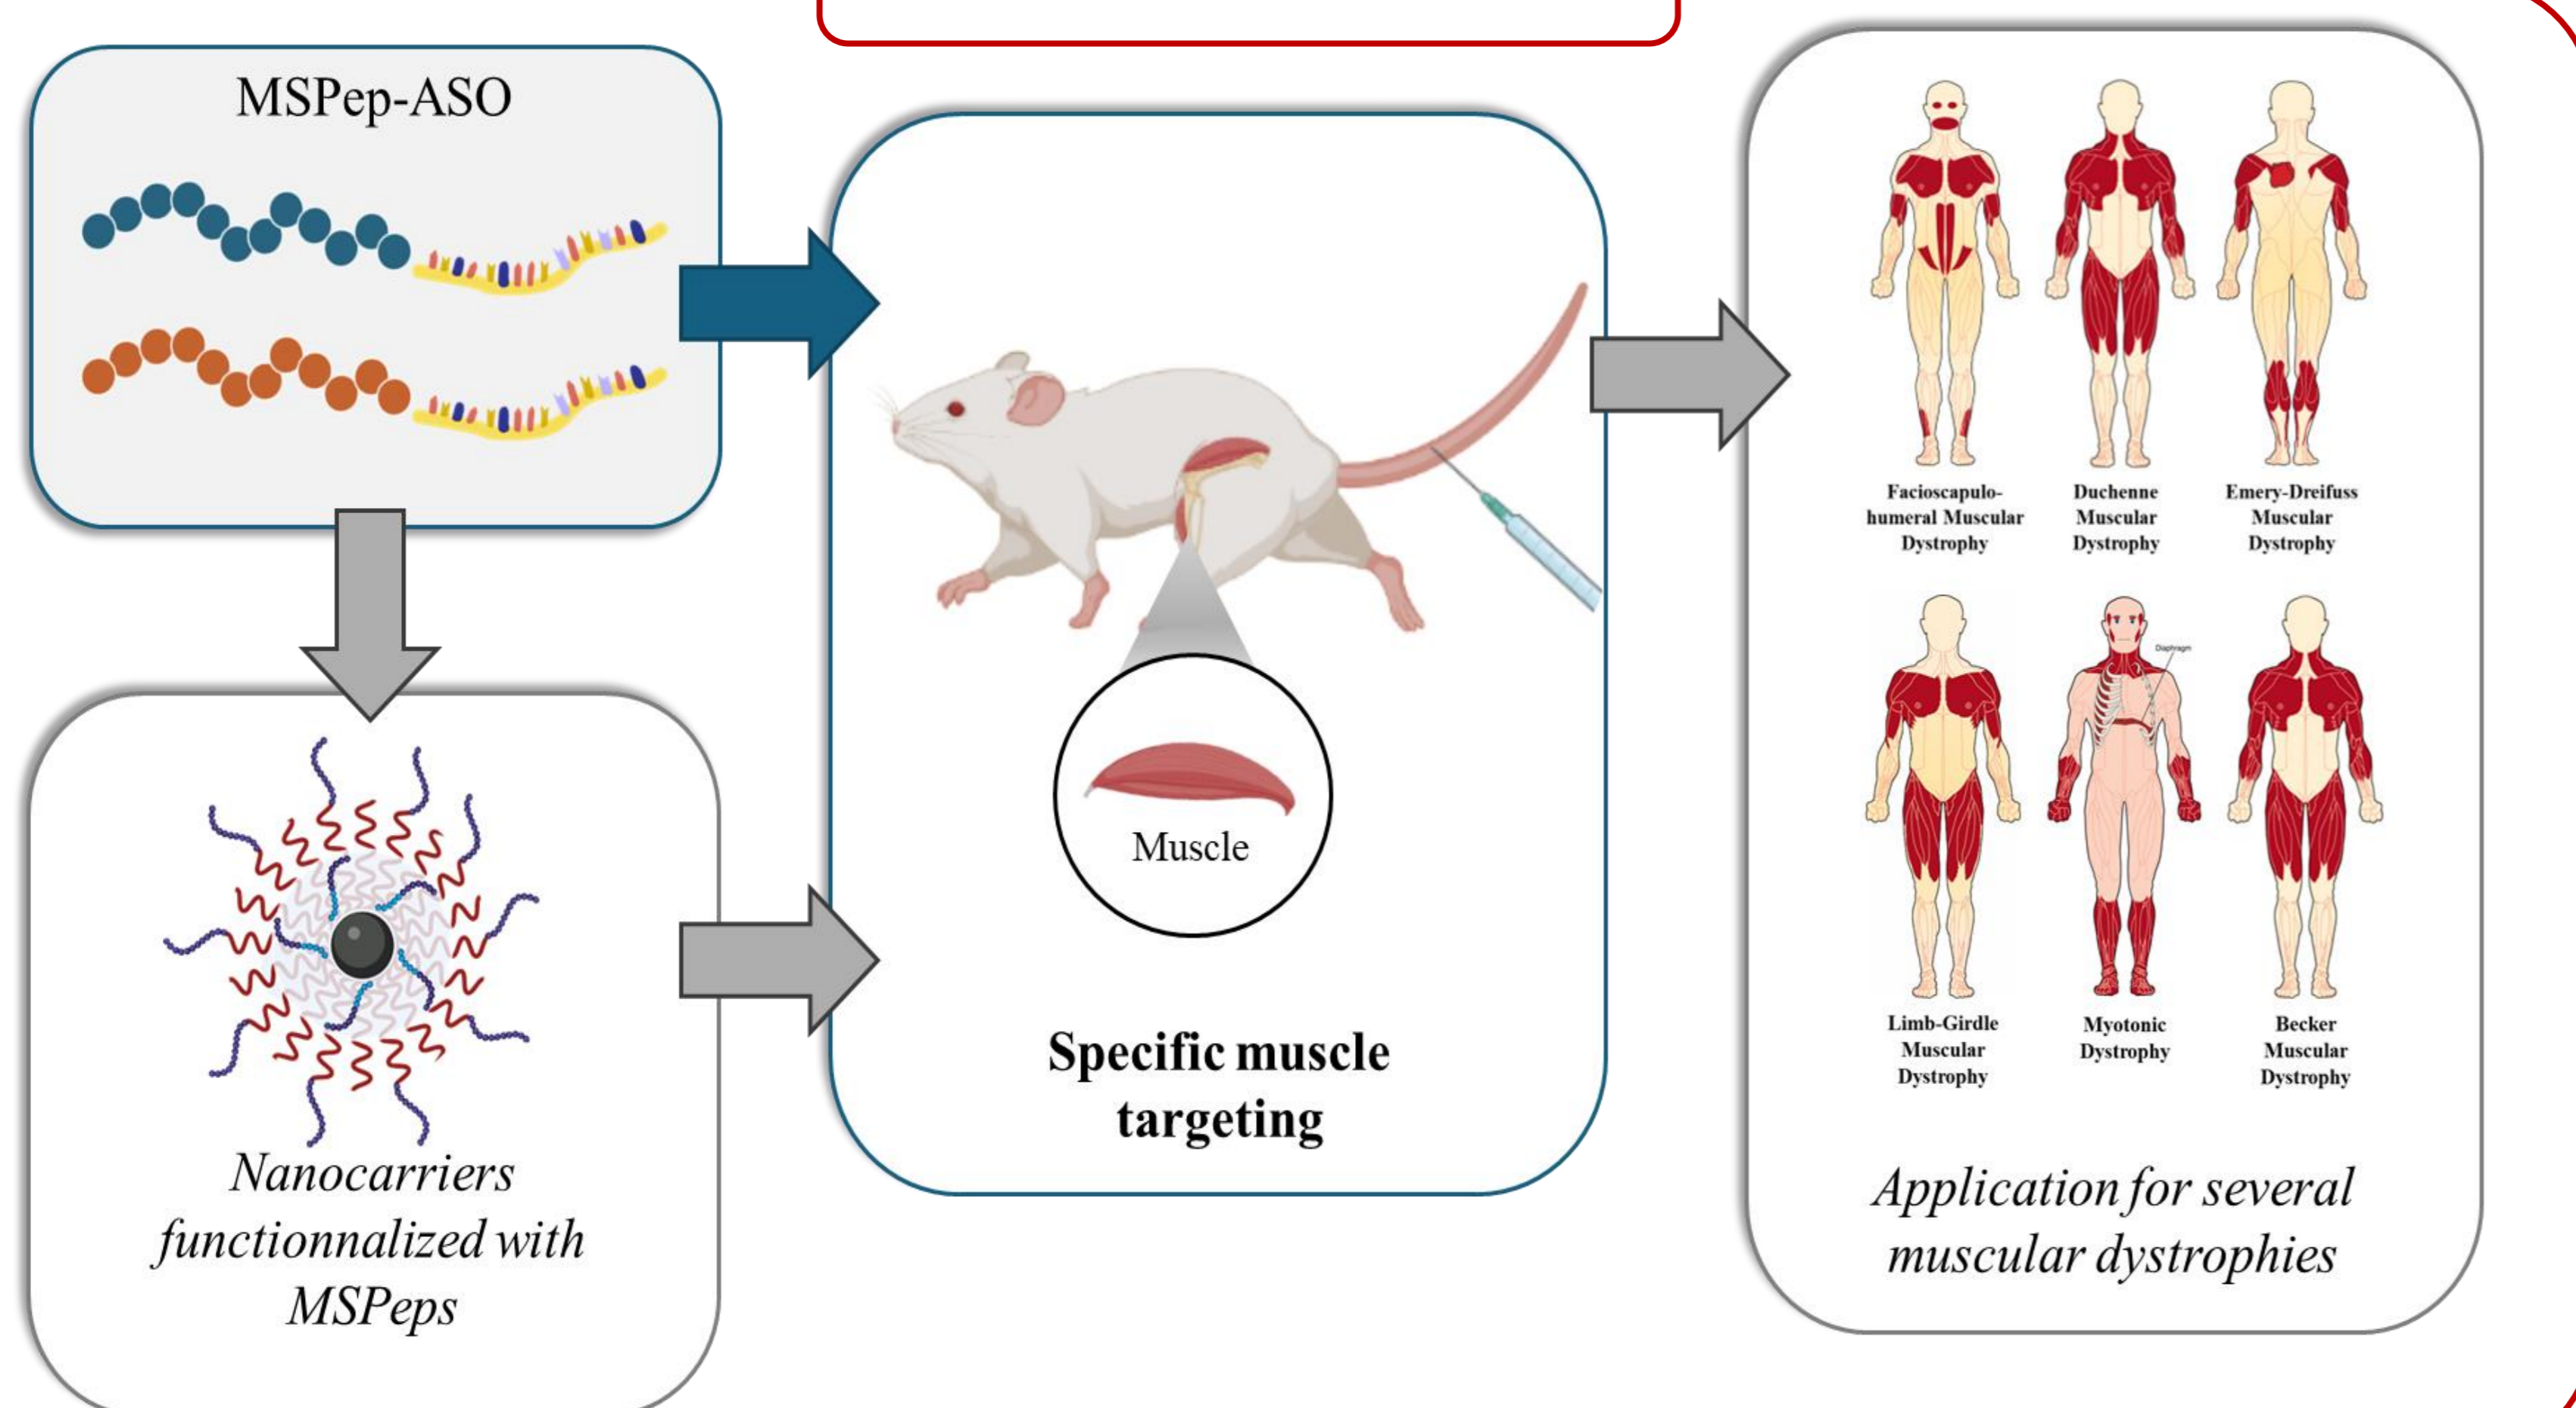 MSPep-ASO
Nanocarriers
functionnalized with
MSPeps
Muscle
Specific muscle
targeting
Facioscapulo-
humeral Muscular
Dystrophy
Duchenne
Muscular
Dystrophy
Emery-Dreifuss
Muscular
Dystrophy
Diaphragm
Limb-Girdle
Muscular
Dystrophy
Myotonic
Dystrophy
Becker
Muscular
Dystrophy
Application for several
muscular dystrophies